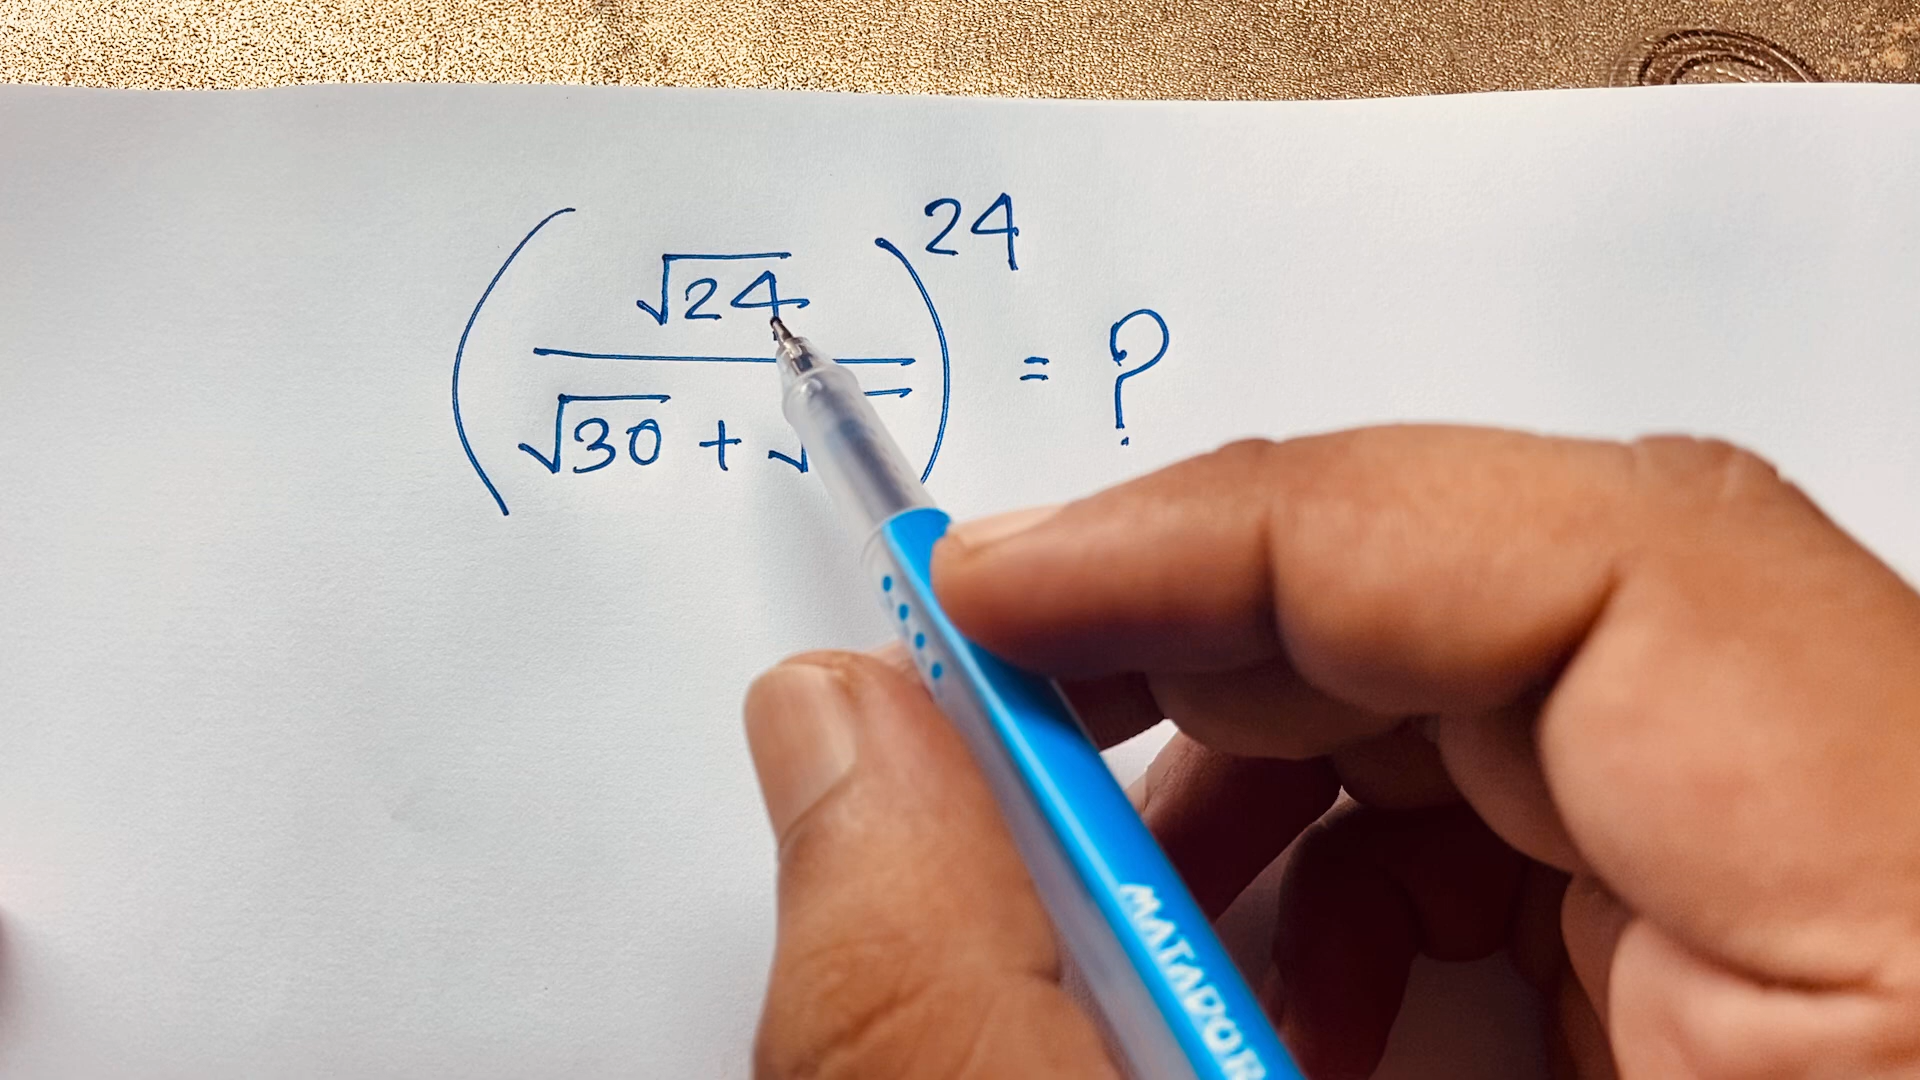 (√24 / √30 + √)^24 = ?
MATADOR